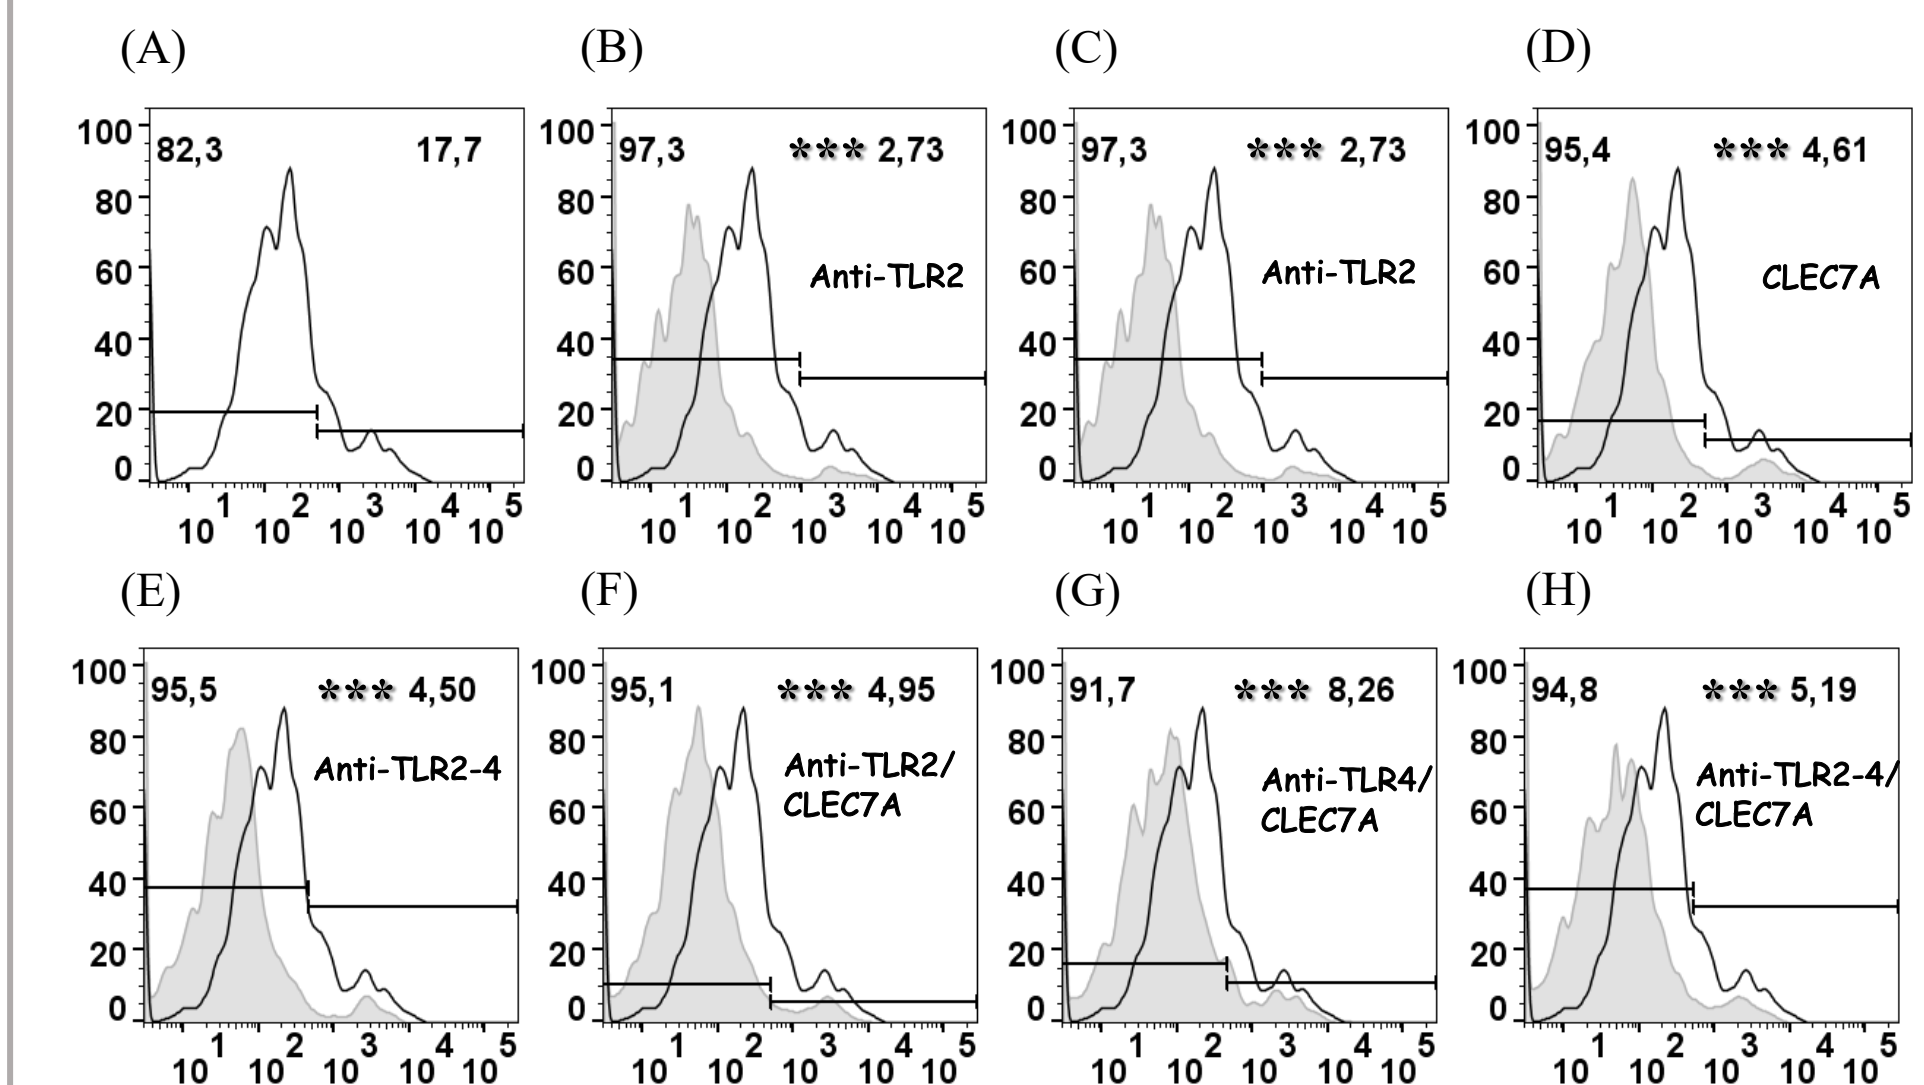 (A) (B) (C) (D)
100 82,3 17,7 100 97,3 *** 2,73 100 97,3 *** 2,73 100 95,4 *** 4,61
80 80 80 80
60 60 Anti-TLR2 60 Anti-TLR2 60 CLEC7A
40 40 40 40
20 20 20 20
0 0 0 0
10 1 10 2 10 3 10 4 10 5 10 1 10 2 10 3 10 4 10 5 10 1 10 2 10 3 10 4 10 5 10 1 10 2 10 3 10 4 10 5
(E) (F) (G) (H)
100 95,5 *** 4,50 100 95,1 *** 4,95 100 91,7 *** 8,26 100 94,8 *** 5,19
80 Anti-TLR2-4 80 Anti-TLR2/ 80 Anti-TLR4/ 80 Anti-TLR2-4/
60 60 CLEC7A 60 CLEC7A 60 CLEC7A
40 40 40 40
20 20 20 20
0 0 0 0
10 1 10 2 10 3 10 4 10 5 10 1 10 2 10 3 10 4 10 5 10 1 10 2 10 3 10 4 10 5 10 1 10 2 10 3 10 4 10 5